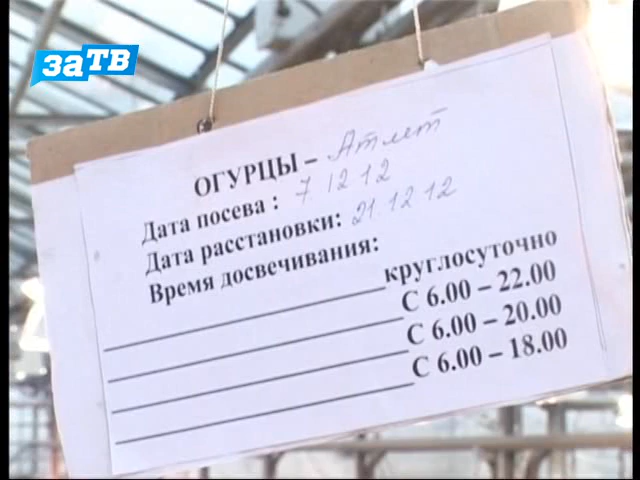 заТВ
ОГУРЦЫ – Атлет
Дата посева : 7 12 12
Дата расстановки: 21.12.12
Время досвечивания:
круглосуточно
С 6.00 – 22.00
С 6.00 – 20.00
С 6.00 – 18.00